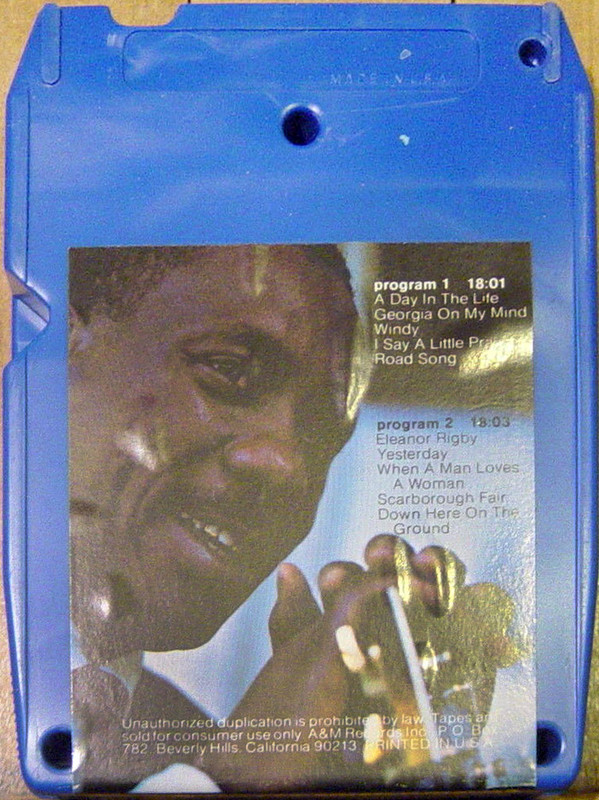 MADE IN U.S.A.
program 1 18:01
A Day In The Life
Georgia On My Mind
Windy
I Say A Little
Road Song
program 2 18:03
Eleanor Rigby
Yesterday
When A Man Loves
A Woman
Scarborough Fair
Down Here On The
Ground
Unauthorized duplication is prohibited by law. Tapes are
sold for consumer use only. A&M Records Inc. P.O. Box
782, Beverly Hills, California 90213 PRINTED IN U.S.A.